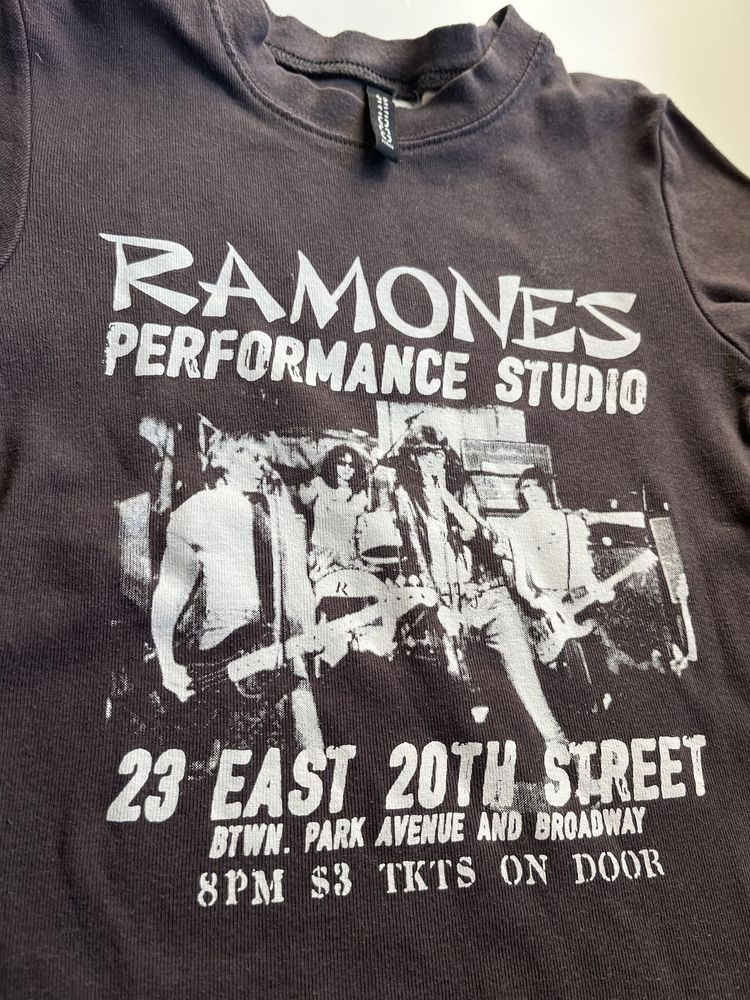 RAMONES
PERFORMANCE STUDIO
R
23 EAST 20TH STREET
BTWN. PARK AVENUE AND BROADWAY
8PM $3 TKTS ON DOOR